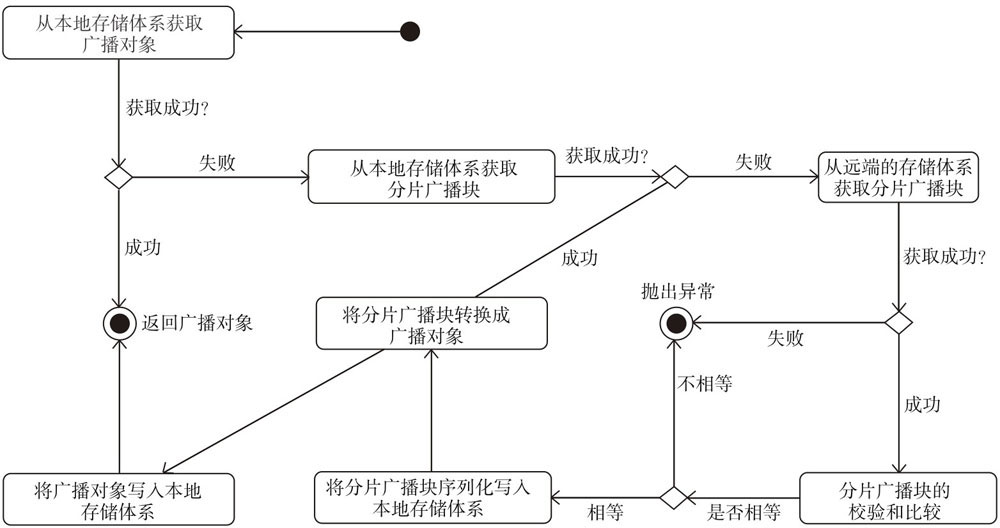 从本地存储体系获取
广播对象
获取成功?
失败
从本地存储体系获取
分片广播块
获取成功?
失败
从远端的存储体系
获取分片广播块
成功
成功
获取成功?
返回广播对象
将分片广播块转换成
广播对象
抛出异常
失败
不相等
成功
将广播对象写入本地
存储体系
将分片广播块序列化写入
本地存储体系
相等
是否相等
分片广播块的
校验和比较